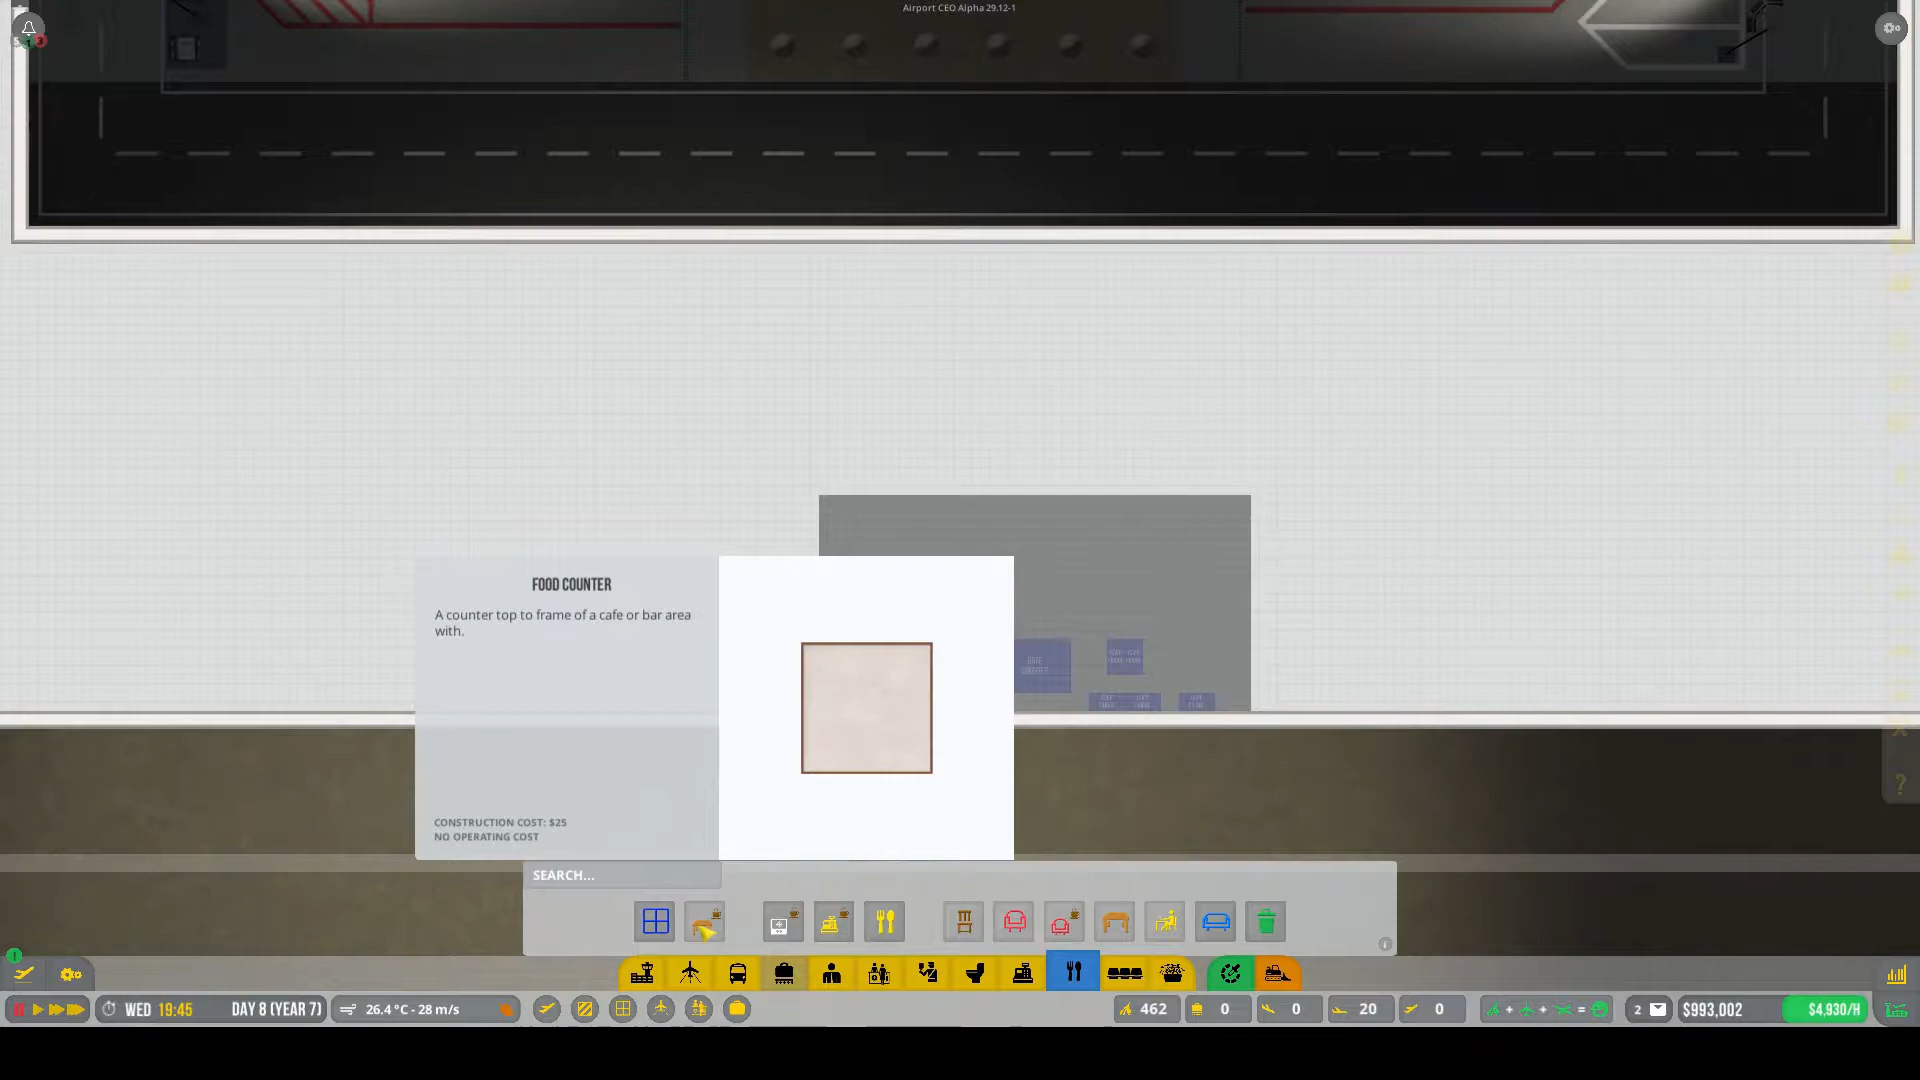 Airport CEO Alpha 29.12-1
FOOD COUNTER
A counter top to frame of a cafe or bar area
with.
CONSTRUCTION COST: $25
NO OPERATING COST
SEARCH...
WED 19:45
DAY 8 (YEAR 7)
26.4 °C - 28 m/s
462
0
0
20
0
+ + =
2
$993,002
$4,930/H
?